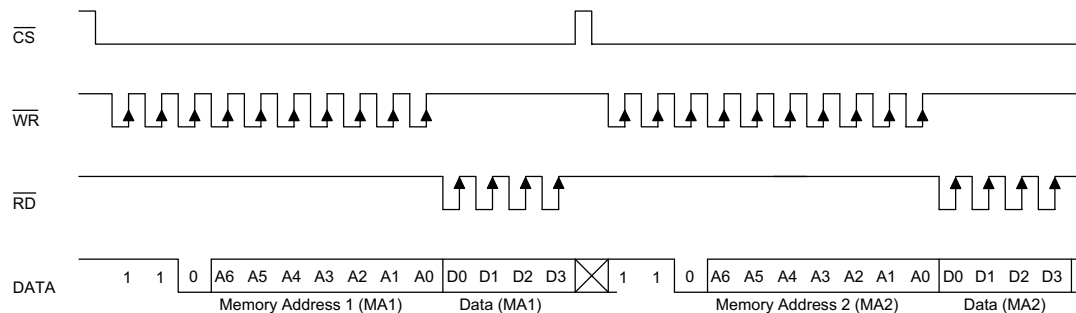 CS
WR
RD
DATA 1 1 0 A6 A5 A4 A3 A2 A1 A0 D0 D1 D2 D3 1 1 0 A6 A5 A4 A3 A2 A1 A0 D0 D1 D2 D3
Memory Address 1 (MA1) Data (MA1) Memory Address 2 (MA2) Data (MA2)